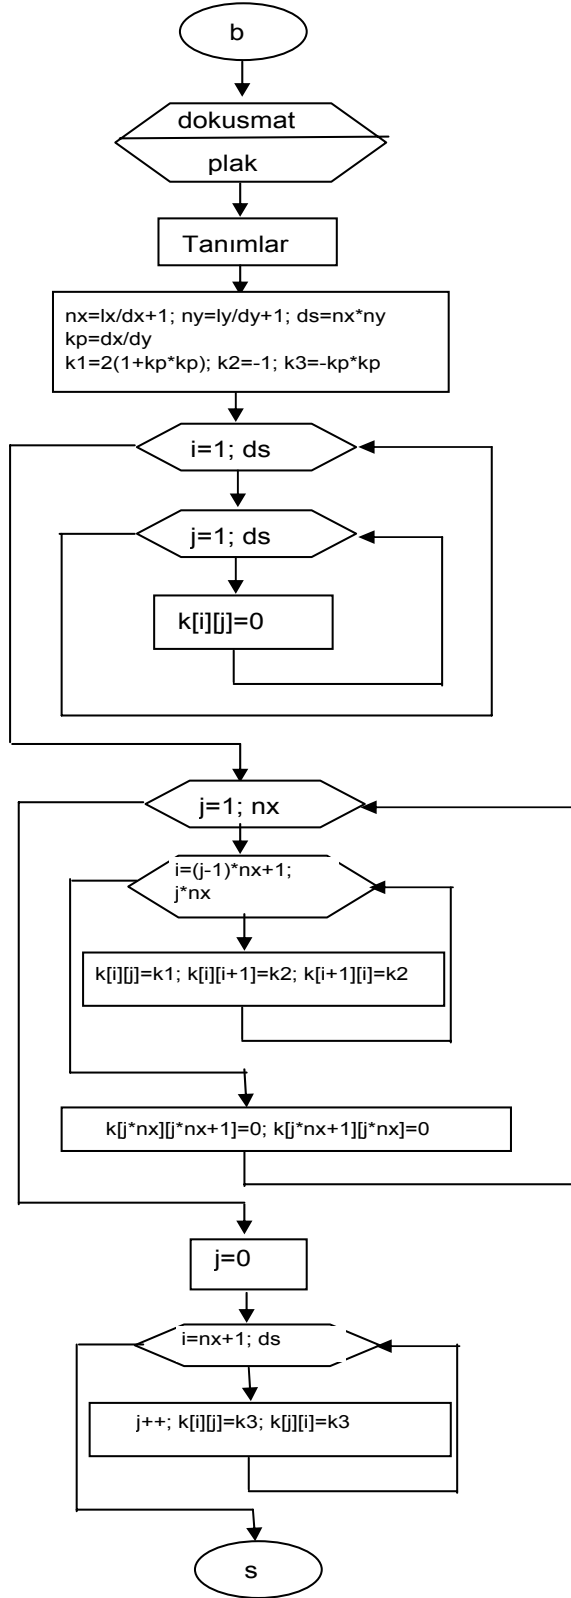 b
dokusmat
plak
Tanımlar
nx=lx/dx+1; ny=ly/dy+1; ds=nx*ny
kp=dx/dy
k1=2(1+kp*kp); k2=-1; k3=-kp*kp
i=1; ds
j=1; ds
k[i][j]=0
j=1; nx
i=(j-1)*nx+1;
j*nx
k[i][j]=k1; k[i][i+1]=k2; k[i+1][i]=k2
k[j*nx][j*nx+1]=0; k[j*nx+1][j*nx]=0
j=0
i=nx+1; ds
j++; k[i][j]=k3; k[j][i]=k3
s